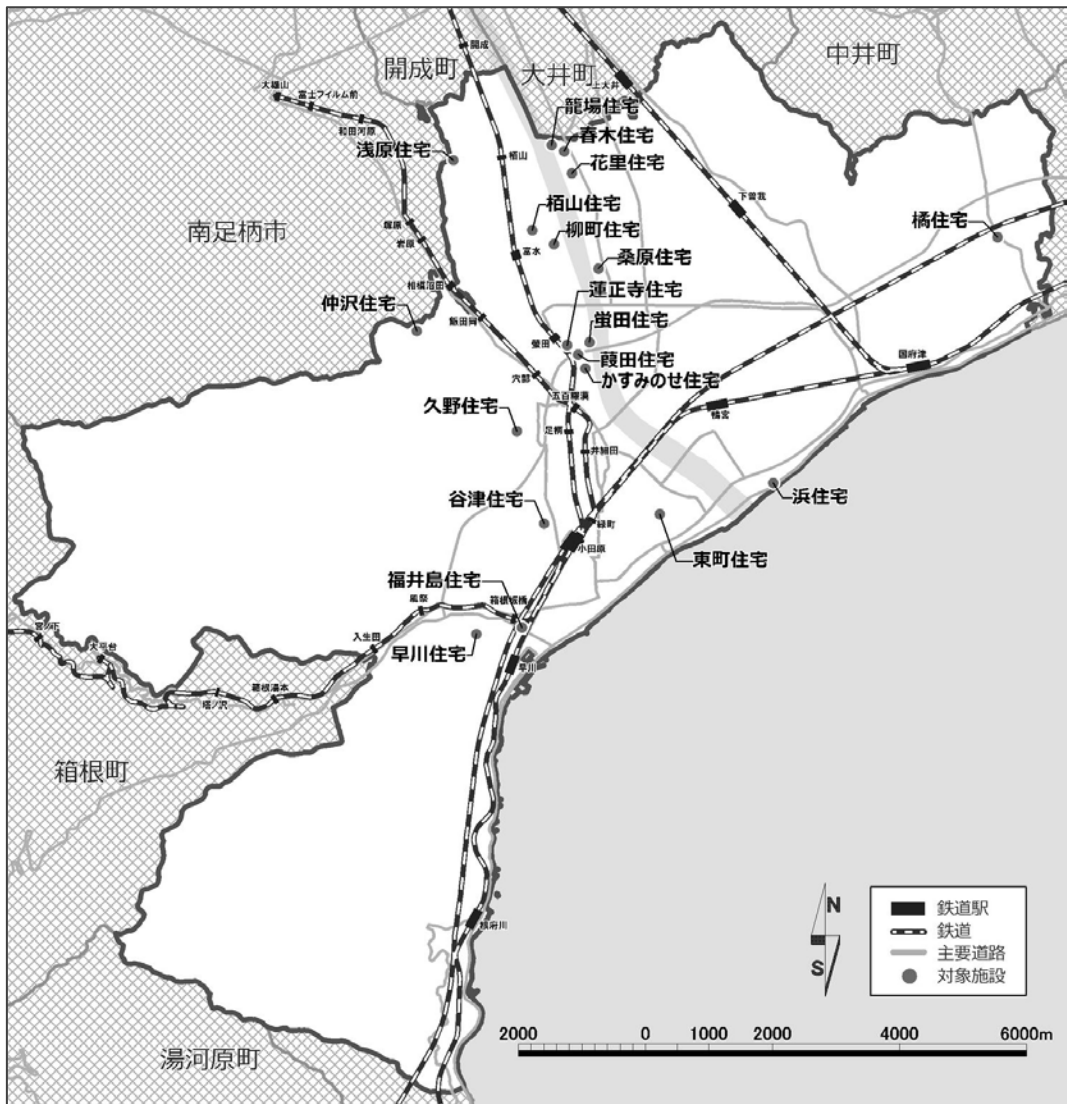 中井町
開成町
大井町
開成
上大井
大雄山
富士フイルム前
和田河原
籠場住宅
春木住宅
浅原住宅
栢山
花里住宅
下曽我
栢山住宅
南足柄市
塚原
柳町住宅
橘住宅
岩原
富水
桑原住宅
相模沼田
蓮正寺住宅
仲沢住宅
飯田岡
蛍田住宅
螢田
葭田住宅
国府津
穴部
かすみのせ住宅
五百羅漢
鴨宮
久野住宅
足柄
井細田
浜住宅
谷津住宅
緑町
小田原
東町住宅
福井島住宅
風祭
箱根板橋
宮ノ下
入生田
早川住宅
大平台
早川
箱根湯本
塔ノ沢
箱根町
根府川
湯河原町
N
S
鉄道駅
鉄道
主要道路
対象施設
2000 0 1000 2000 4000 6000m